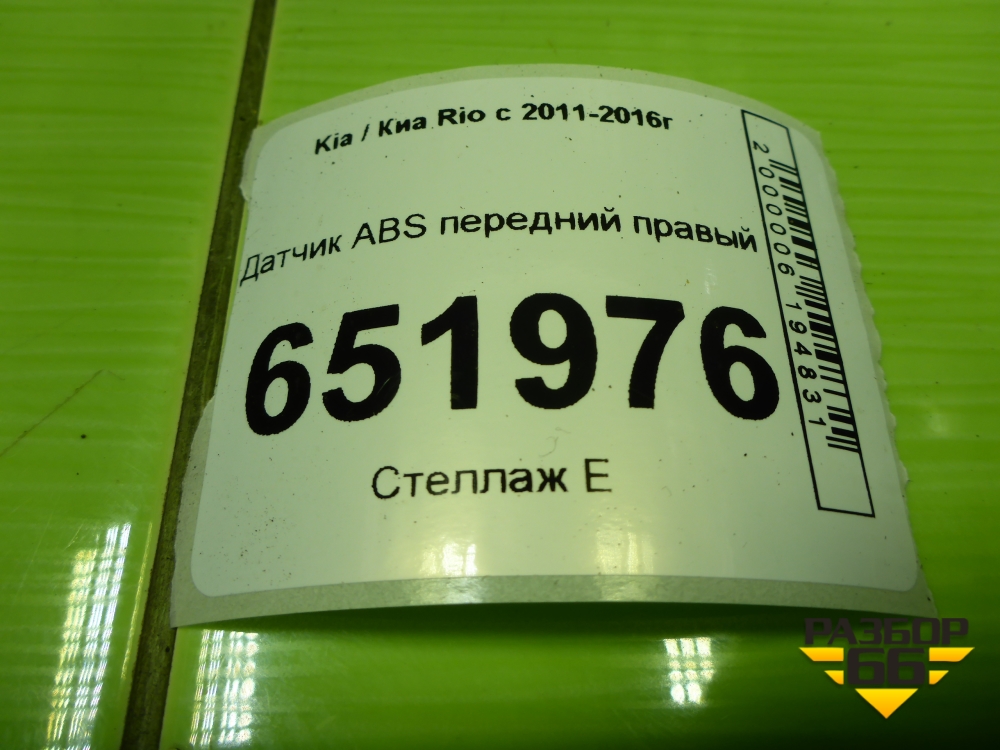 Kia / Киа Rio с 2011-2016г
Датчик ABS передний правый
651976
Стеллаж Е
2000006194831
РАЗБОР
66